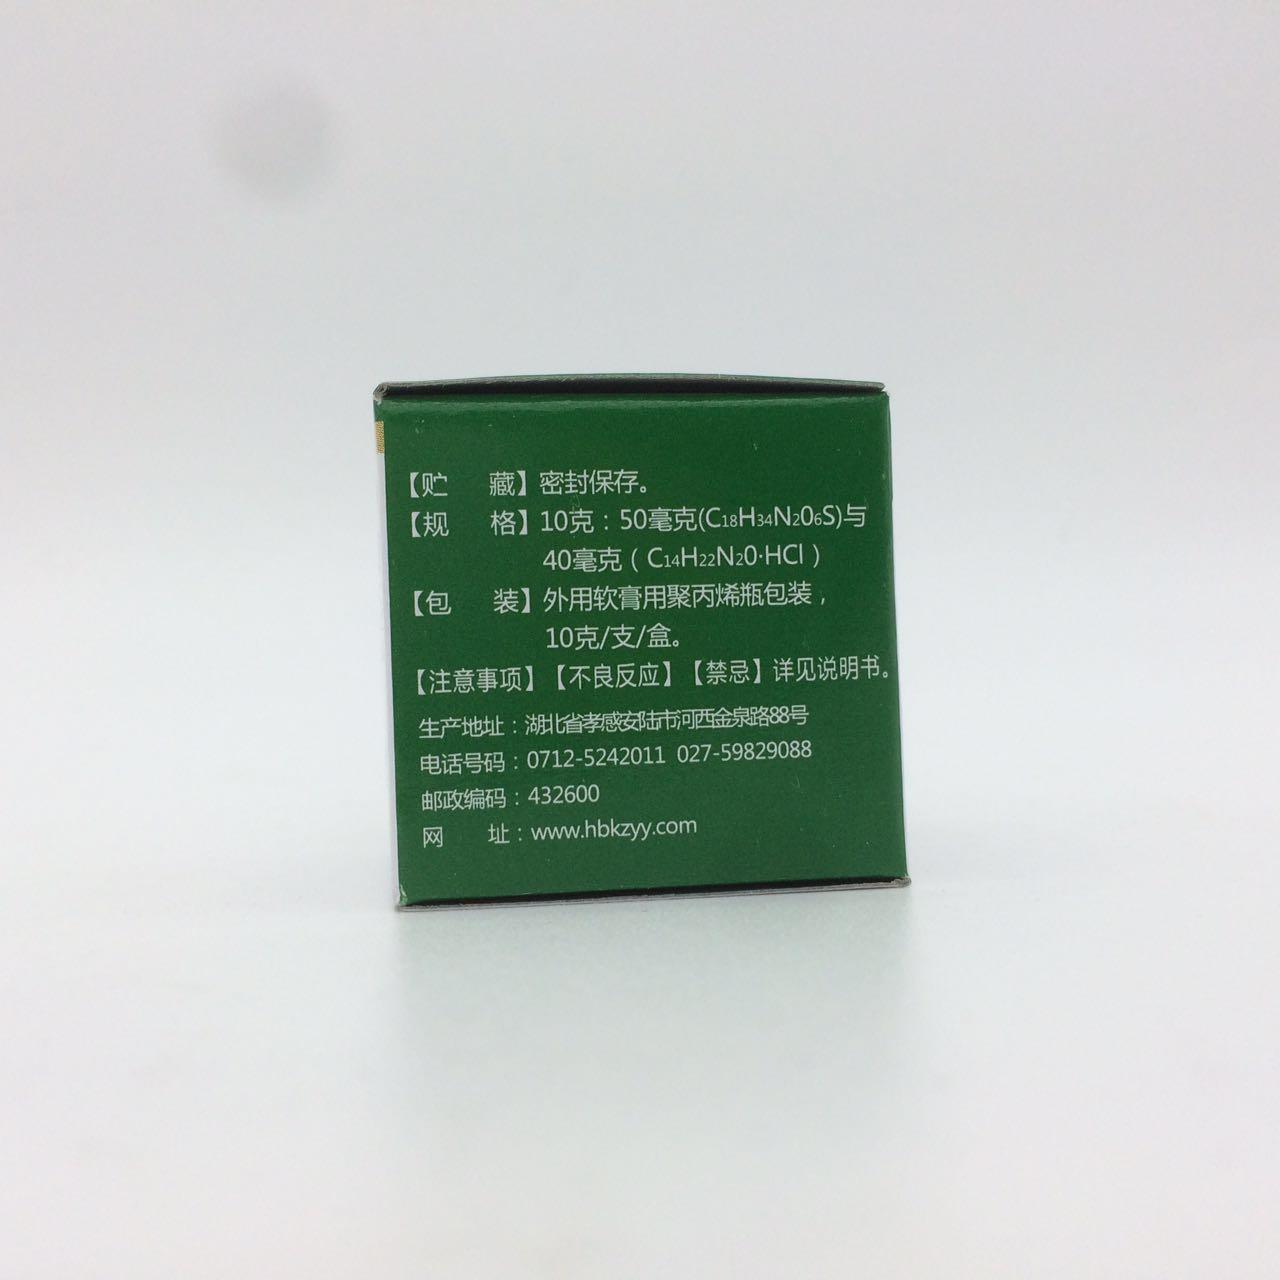 【贮 藏】密封保存。
【规 格】10克：50毫克(C18H34N2O6S)与
40毫克（C14H22N2O·HCl）
【包 装】外用软膏用聚丙烯瓶包装，
10克/支/盒。
【注意事项】【不良反应】【禁忌】详见说明书。
生产地址：湖北省孝感安陆市河西金泉路88号
电话号码：0712-5242011 027-59829088
邮政编码：432600
网 址：www.hbkzyy.com